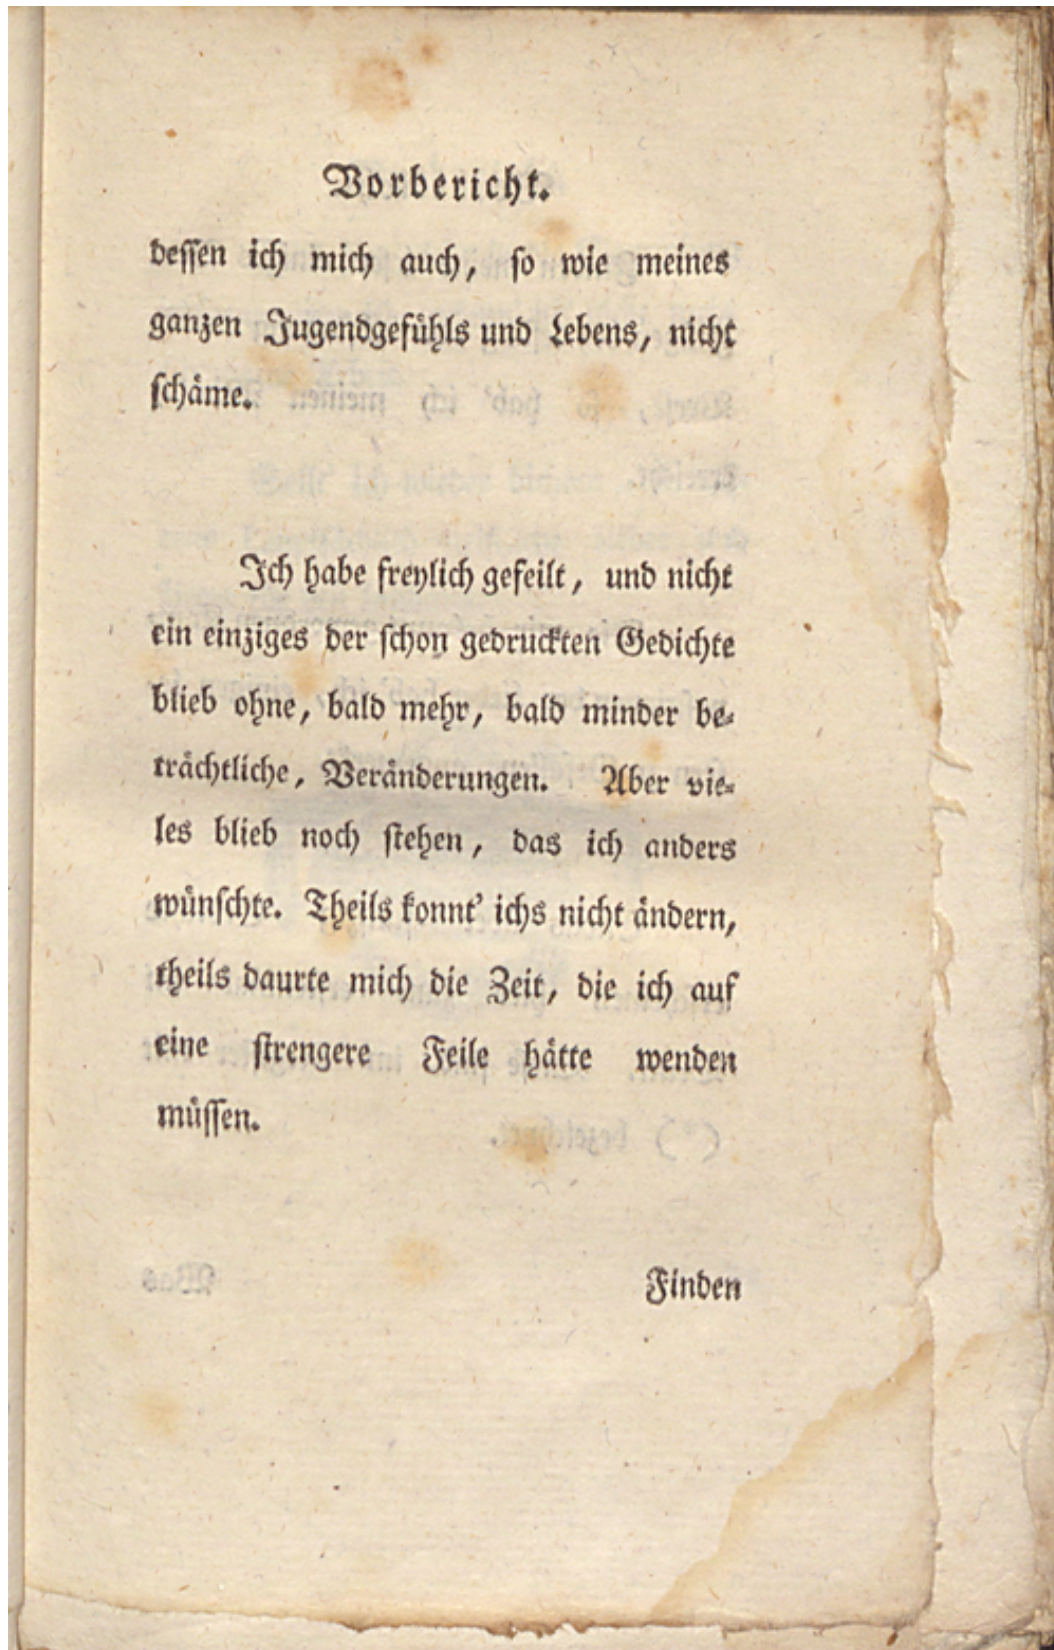 Vorbericht.
dessen ich mich auch, so wie meines
ganzen Jugendgefühls und Lebens, nicht
schäme.
Ich habe freylich gefeilt, und nicht
ein einziges der schon gedruckten Gedichte
blieb ohne, bald mehr, bald minder be-
trächtliche, Veränderungen. Aber vie-
les blieb noch stehen, das ich anders
wünschte. Theils konnt' ichs nicht ändern,
theils daurte mich die Zeit, die ich auf
eine strengere Feile hätte wenden
müssen.
Finden